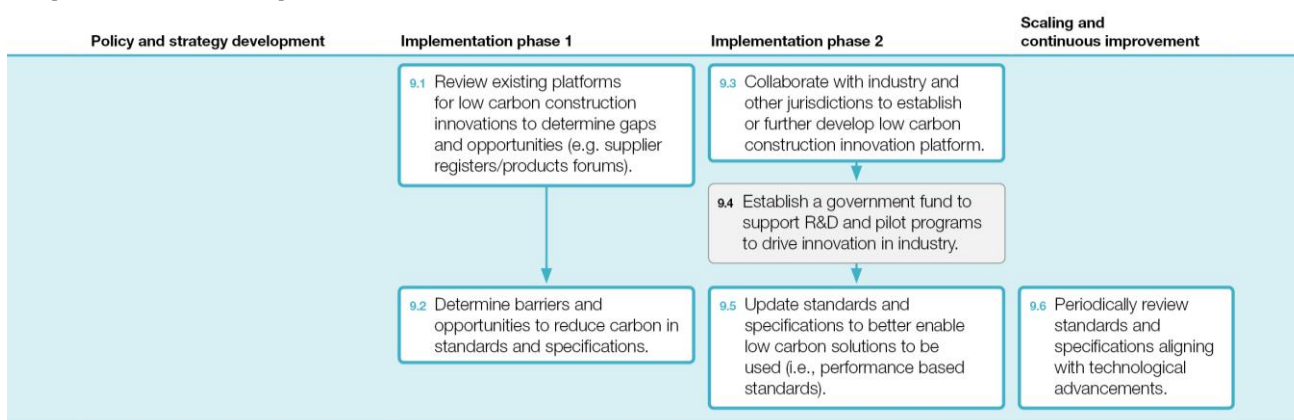 Policy and strategy development
Implementation phase 1
Implementation phase 2
Scaling and
continuous improvement
9.1 Review existing platforms
for low carbon construction
innovations to determine gaps
and opportunities (e.g. supplier
registers/products forums).
9.2 Determine barriers and
opportunities to reduce carbon in
standards and specifications.
9.3 Collaborate with industry and
other jurisdictions to establish
or further develop low carbon
construction innovation platform.
9.4 Establish a government fund to
support R&D and pilot programs
to drive innovation in industry.
9.5 Update standards and
specifications to better enable
low carbon solutions to be
used (i.e., performance based
standards).
9.6 Periodically review
standards and
specifications aligning
with technological
advancements.